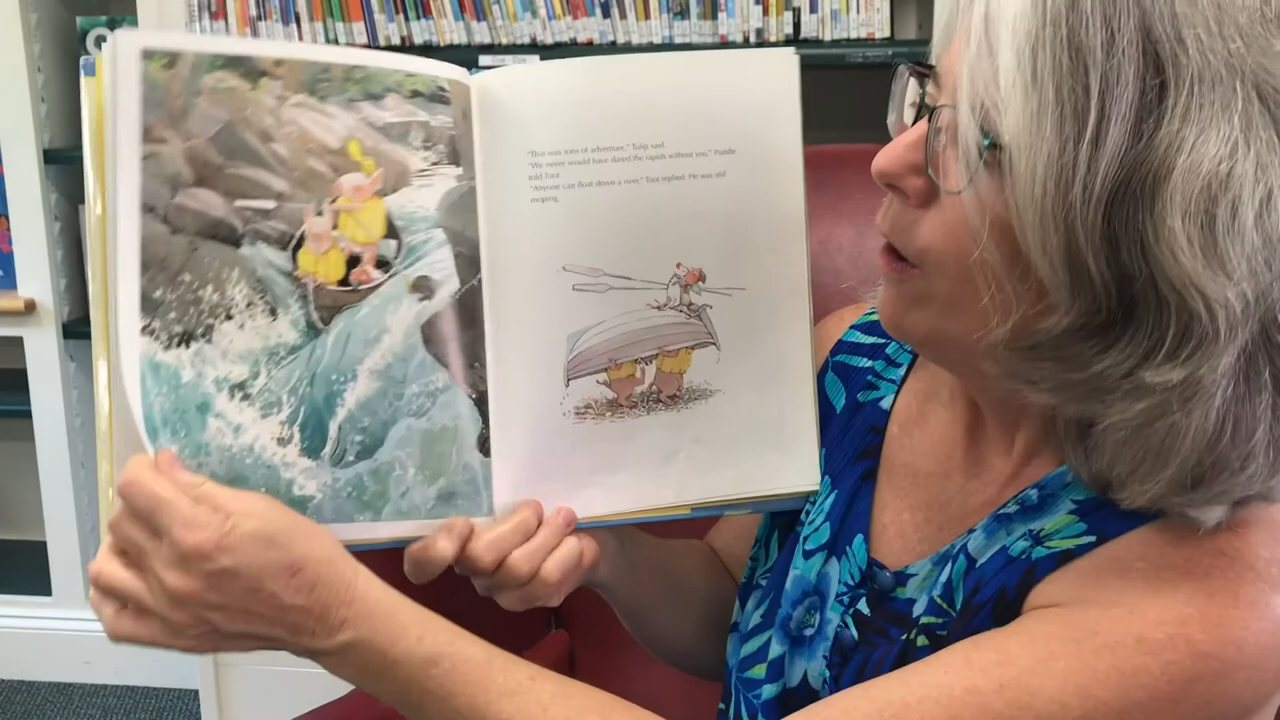 "That was tons of adventure," Tulip said.
"We never would have dared the rapids without you," Puddle
told Toot.
"Anyone can float down a river," Toot replied. He was still
moping.